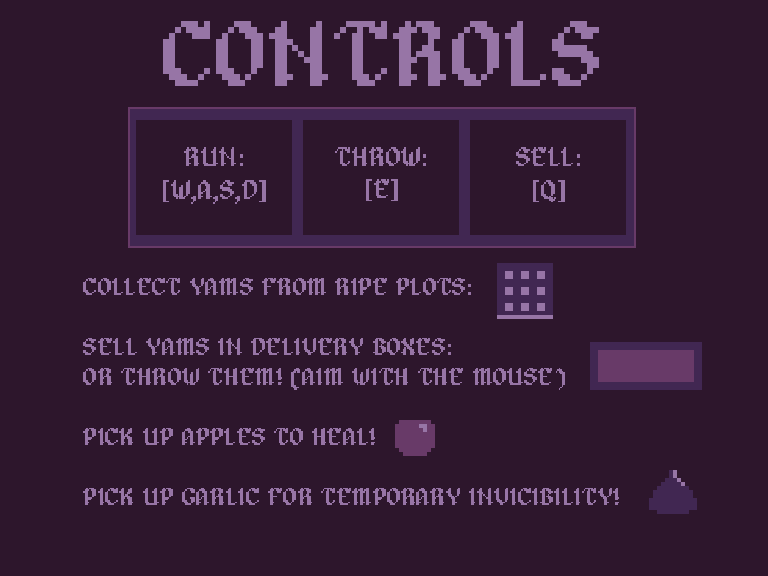 CONTROLS
RUN:
[W,A,S,D]
THROW:
[E]
SELL:
[Q]
COLLECT YAMS FROM RIPE PLOTS:
SELL YAMS IN DELIVERY BOXES:
OR THROW THEM! (AIM WITH THE MOUSE)
PICK UP APPLES TO HEAL!
PICK UP GARLIC FOR TEMPORARY INVICIBILITY!